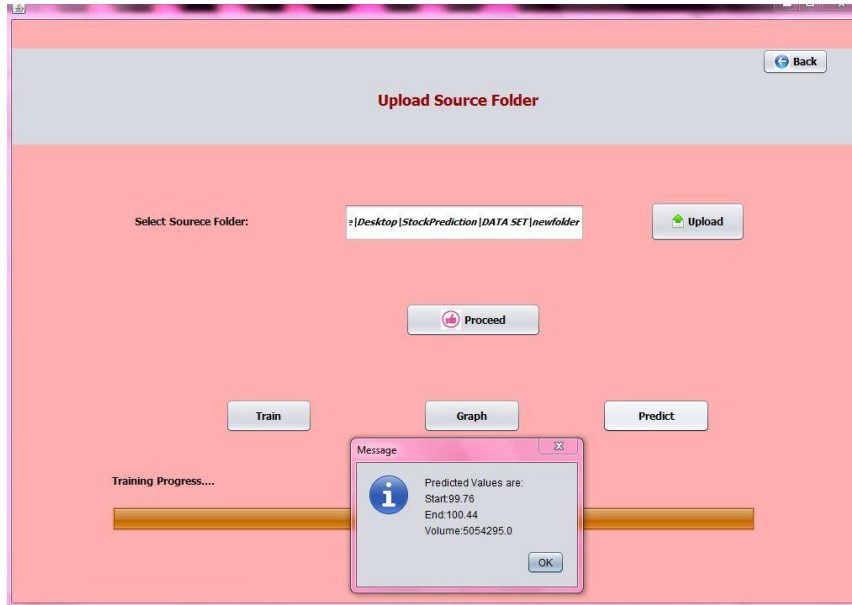 Back
Upload Source Folder
Select Sourece Folder:
e|Desktop|StockPrediction|DATA SET|newfolder
Upload
Proceed
Train
Graph
Predict
Message
Training Progress....
Predicted Values are:
Start:99.76
End:100.44
Volume:5054295.0
OK